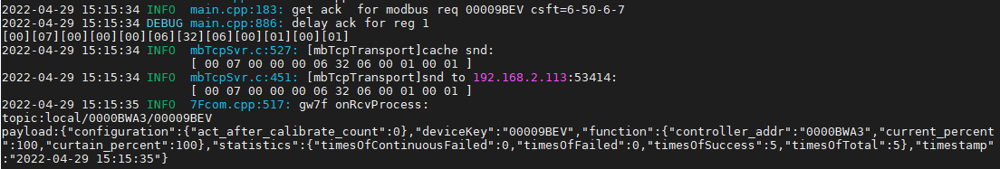 2022-04-29 15:15:34 INFO  main.cpp:183: get ack  for modbus req 00009BEV csft=6-50-6-7
2022-04-29 15:15:34 DEBUG main.cpp:886: delay ack for reg 1
[00][07][00][00][00][06][32][06][00][01][00][01]
2022-04-29 15:15:34 INFO  mbTcpSvr.c:527: [mbTcpTransport]cache snd:
[ 00 07 00 00 00 06 32 06 00 01 00 01 ]
2022-04-29 15:15:34 INFO  mbTcpSvr.c:451: [mbTcpTransport]snd to 192.168.2.113:53414:
[ 00 07 00 00 00 06 32 06 00 01 00 01 ]
2022-04-29 15:15:35 INFO  7Fcom.cpp:517: gw7f onRcvProcess:
topic:local/0000BWA3/00009BEV
payload:{"configuration":{"act_after_calibrate_count":0},"deviceKey":"00009BEV","function":{"controller_addr":"0000BWA3","current_percent
":100,"curtain_percent":100},"statistics":{"timesOfContinuousFailed":0,"timesOfFailed":0,"timesOfSuccess":5,"timesOfTotal":5},"timestamp"
:"2022-04-29 15:15:35"}